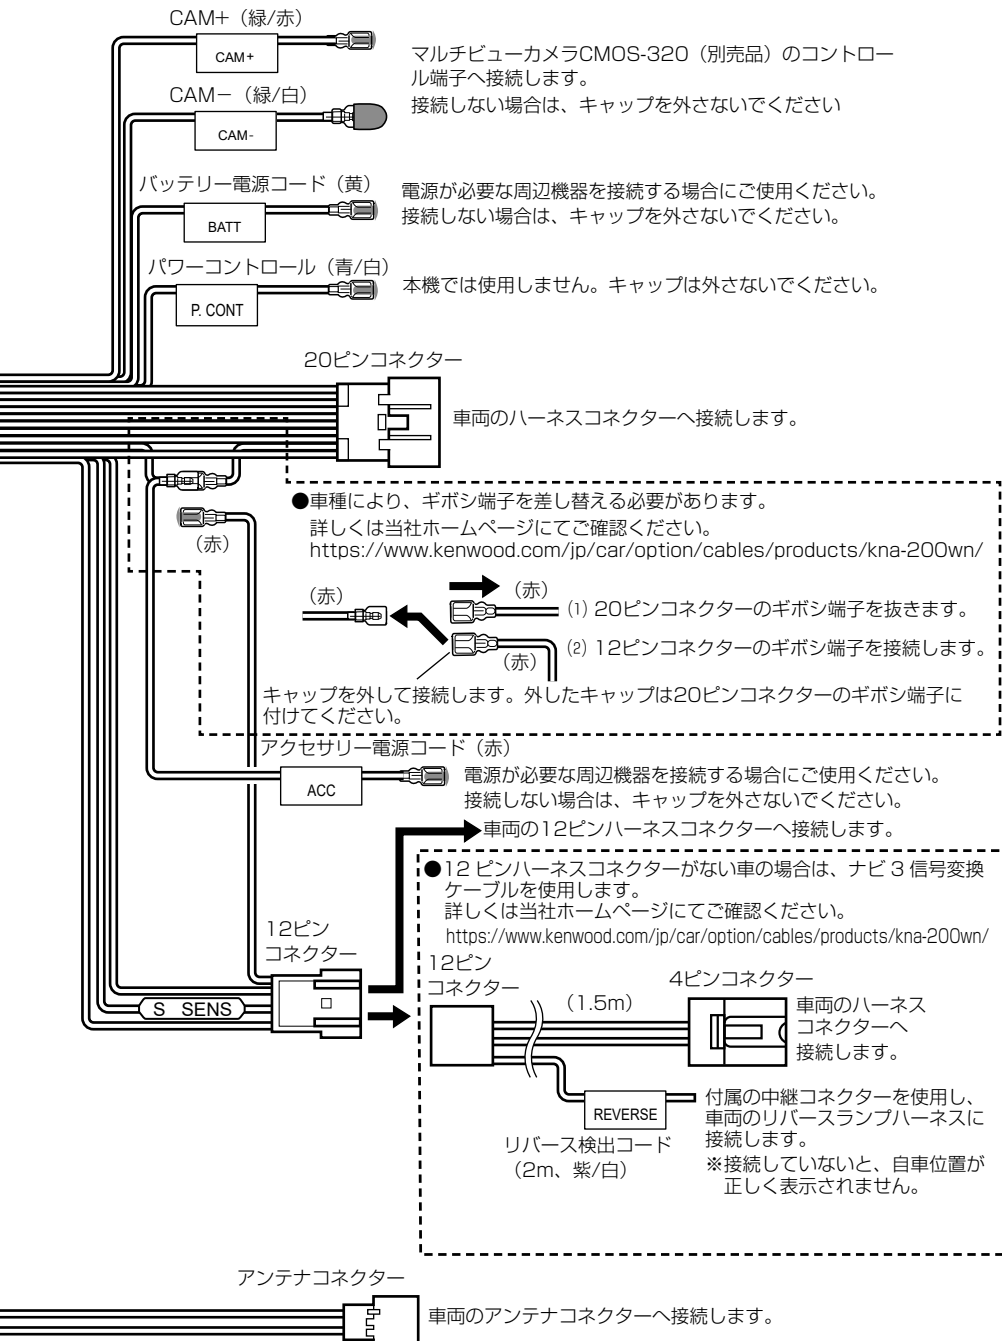 CAM+（緑/赤）
CAM+
マルチビューカメラCMOS-320（別売品）のコントロー
ル端子へ接続します。
接続しない場合は、キャップを外さないでください
CAM－（緑/白）
CAM-
バッテリー電源コード（黄）
BATT
電源が必要な周辺機器を接続する場合にご使用ください。
接続しない場合は、キャップを外さないでください。
パワーコントロール（青/白）
P. CONT
本機では使用しません。キャップは外さないでください。
20ピンコネクター
車両のハーネスコネクターへ接続します。
●車種により、ギボシ端子を差し替える必要があります。
詳しくは当社ホームページにてご確認ください。
https://www.kenwood.com/jp/car/option/cables/products/kna-200wn/
（赤）
（赤）
（赤）
⑴ 20ピンコネクターのギボシ端子を抜きます。
⑵ 12ピンコネクターのギボシ端子を接続します。
（赤）
キャップを外して接続します。外したキャップは20ピンコネクターのギボシ端子に
付けてください。
アクセサリー電源コード（赤）
ACC
電源が必要な周辺機器を接続する場合にご使用ください。
接続しない場合は、キャップを外さないでください。
車両の12ピンハーネスコネクターへ接続します。
●12 ピンハーネスコネクターがない車の場合は、ナビ 3 信号変換
ケーブルを使用します。
詳しくは当社ホームページにてご確認ください。
https://www.kenwood.com/jp/car/option/cables/products/kna-200wn/
12ピン
コネクター
S SENS
12ピン
コネクター
（1.5m）
4ピンコネクター
車両のハーネス
コネクターへ
接続します。
REVERSE
リバース検出コード
（2m、紫/白）
付属の中継コネクターを使用し、
車両のリバースランプハーネスに
接続します。
※接続していないと、自車位置が
正しく表示されません。
アンテナコネクター
車両のアンテナコネクターへ接続します。